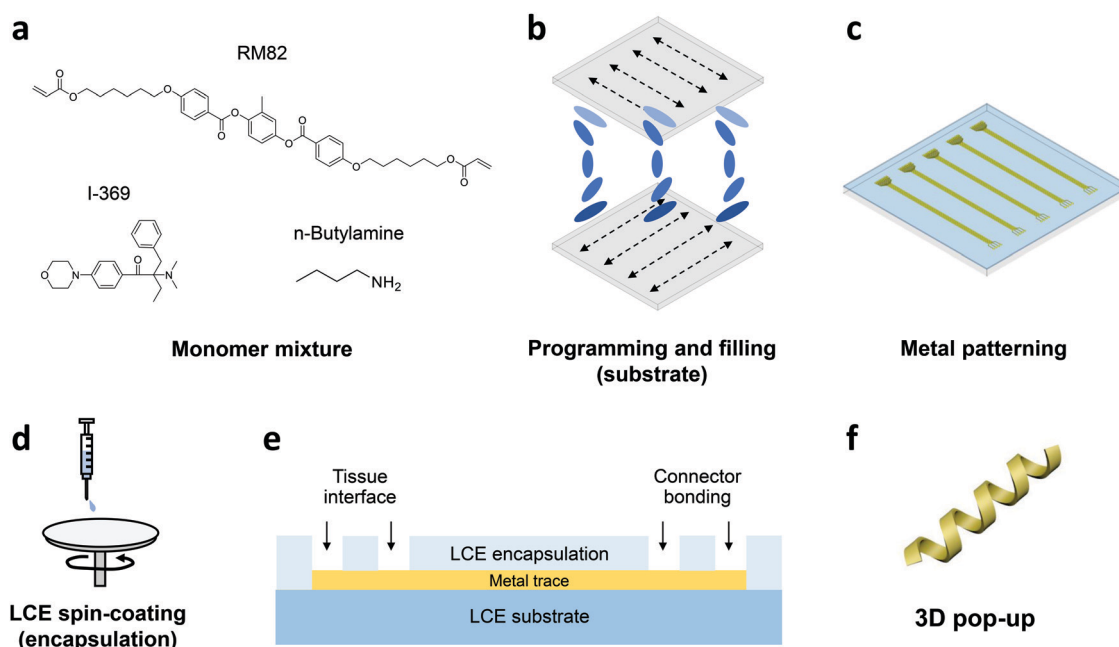 a
RM82
O
O
O
O
O
O
O
O
O
O
I-369
O
N
O
N
n-Butylamine
NH2
Monomer mixture
b
Programming and filling
(substrate)
c
Metal patterning
d
LCE spin-coating
(encapsulation)
e
Tissue
interface
Connector
bonding
LCE encapsulation
Metal trace
LCE substrate
f
3D pop-up